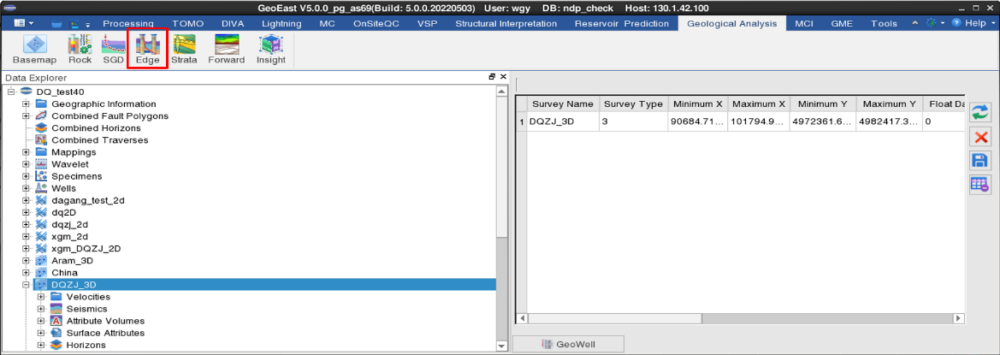 GeoEast V5.0.0_pg_as69(Build: 5.0.0.20220503) User: wgy DB: ndp_check Host: 130.1.42.100
Processing TOMO DIVA Lightning MC OnSiteQC VSP Structural Interpretation Reservoir Prediction Geological Analysis MCI GME Tools Help
Basemap Rock SGD Edge Strata Forward Insight
Data Explorer
DQ_test40
Geographic Information
Combined Fault Polygons
Combined Horizons
Combined Traverses
Mappings
Wavelet
Specimens
Wells
dagang_test_2d
dq2D
dqzj_2d
xgm_2d
xgm_DQZJ_2D
Aram_3D
China
DQZJ_3D
Velocities
Seismics
Attribute Volumes
Surface Attributes
Horizons
Survey Name Survey Type Minimum X Maximum X Minimum Y Maximum Y Float Da
1 DQZJ_3D 3 90684.71... 101794.9... 4972361.6... 4982417.3... 0
GeoWell